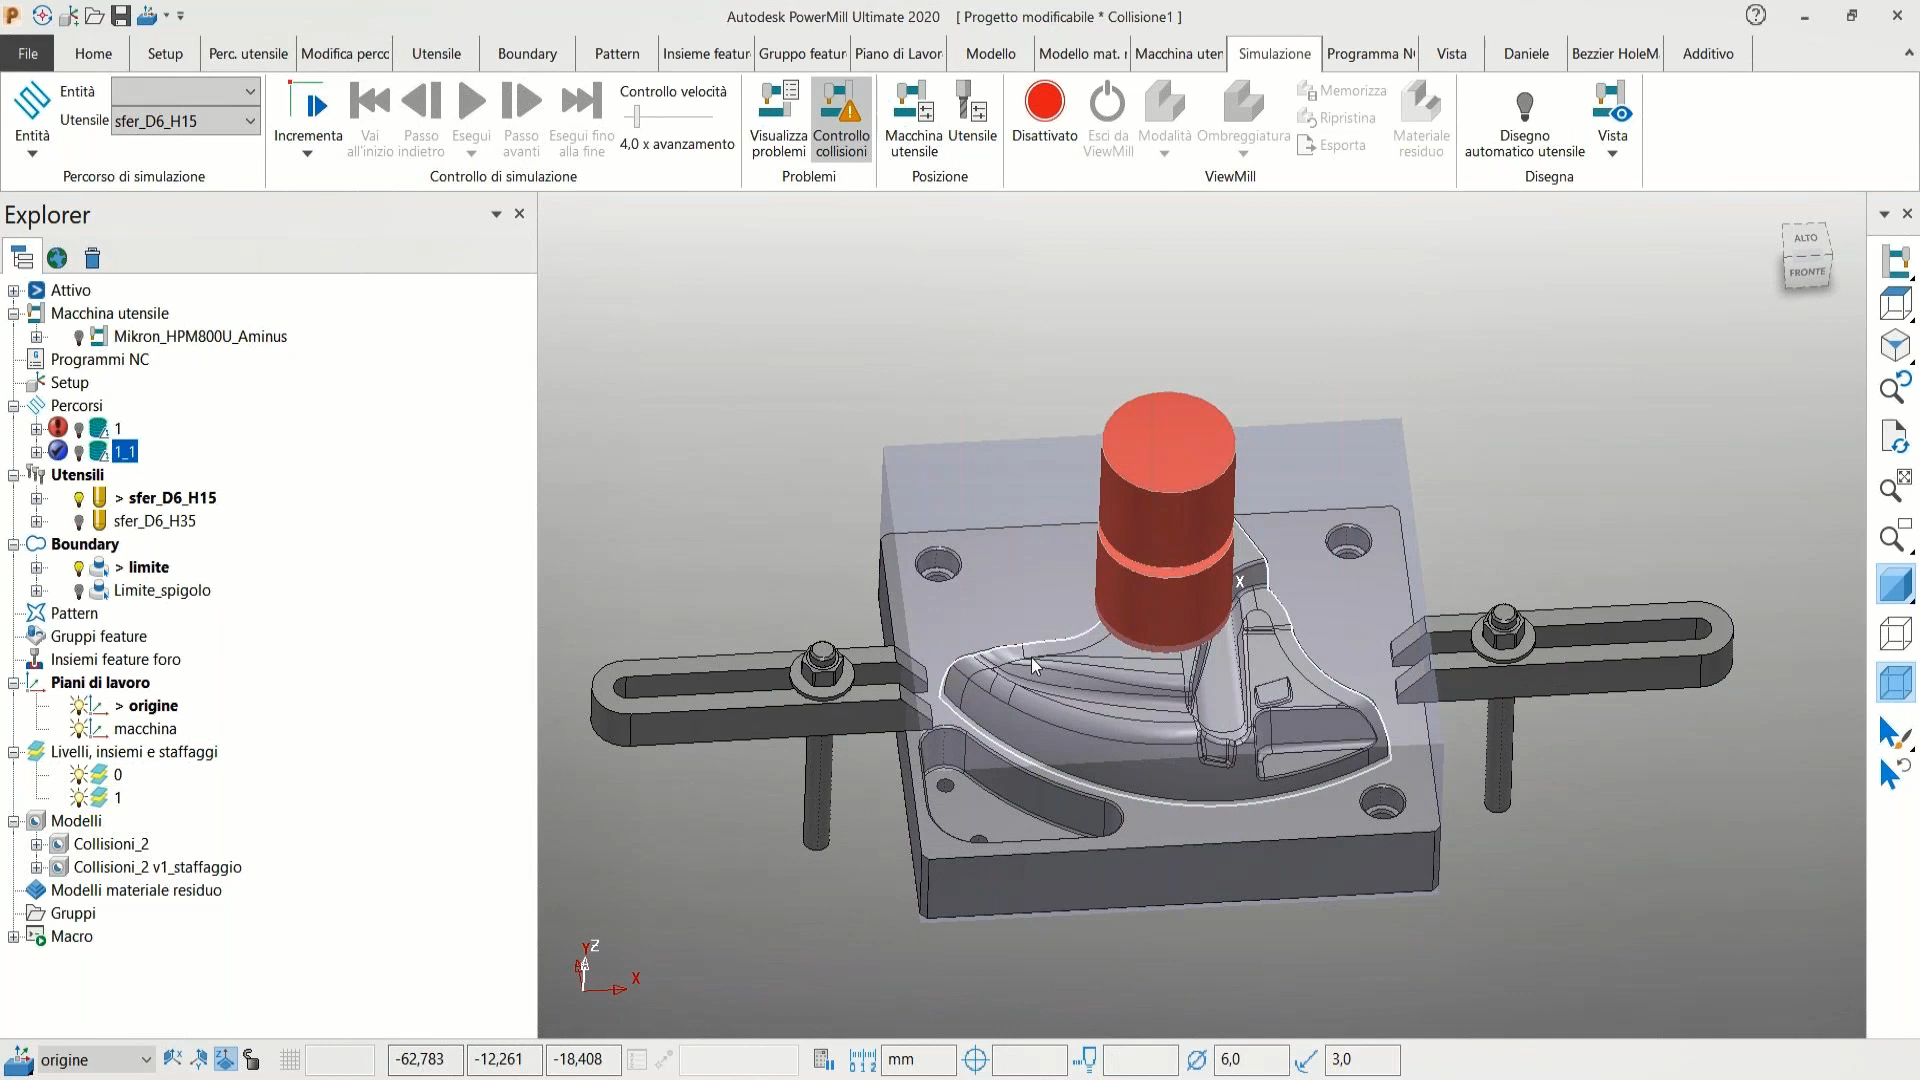 Autodesk PowerMill Ultimate 2020 [ Progetto modificabile * Collisione1 ]
File Home Setup Perc. utensile Modifica perco Utensile Boundary Pattern Insieme featur Gruppo featur Piano di Lavor Modello Modello mat. r Macchina uten Simulazione Programma N Vista Daniele Bezzier HoleM Additivo
Entità
Utensile sfer_D6_H15
Entità
Percorso di simulazione
Incrementa
Vai all'inizio
Passo indietro
Esegui
Passo avanti
Esegui fino alla fine
Controllo velocità
4,0 x avanzamento
Controllo di simulazione
Visualizza problemi
Controllo collisioni
Problemi
Macchina utensile
Utensile
Posizione
Disattivato
Esci da ViewMill
Modalità
Ombreggiatura
Memorizza
Ripristina
Esporta
Materiale residuo
ViewMill
Disegno automatico utensile
Vista
Disegna
Explorer
Attivo
Macchina utensile
Mikron_HPM800U_Aminus
Programmi NC
Setup
Percorsi
1
1_1
Utensili
> sfer_D6_H15
sfer_D6_H35
Boundary
> limite
Limite_spigolo
Pattern
Gruppi feature
Insiemi feature foro
Piani di lavoro
> origine
macchina
Livelli, insiemi e staffaggi
0
1
Modelli
Collisioni_2
Collisioni_2 v1_staffaggio
Modelli materiale residuo
Gruppi
Macro
ALTO
FRONTE
X
Y Z
X
origine -62,783 -12,261 -18,408 mm 6,0 3,0